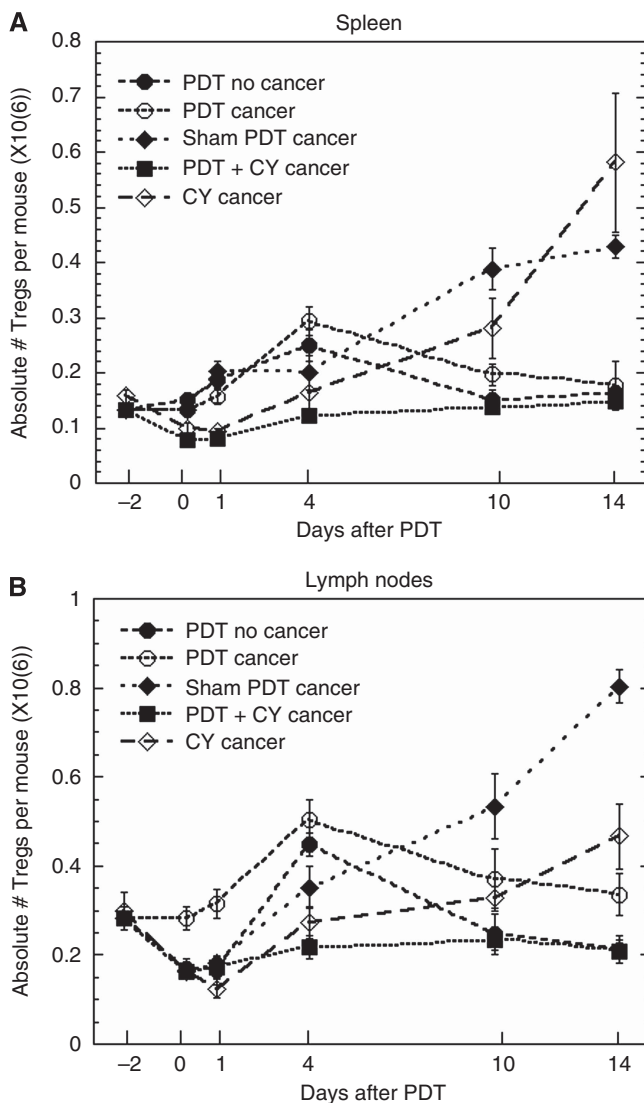 A
Spleen
0.8
0.7
0.6
0.5
0.4
0.3
0.2
0.1
0
Absolute # Tregs per mouse (X10(6))
PDT no cancer
PDT cancer
Sham PDT cancer
PDT + CY cancer
CY cancer
–2 0 1 4 10 14
Days after PDT
B
Lymph nodes
1
0.8
0.6
0.4
0.2
0
Absolute # Tregs per mouse (X10(6))
PDT no cancer
PDT cancer
Sham PDT cancer
PDT + CY cancer
CY cancer
–2 0 1 4 10 14
Days after PDT